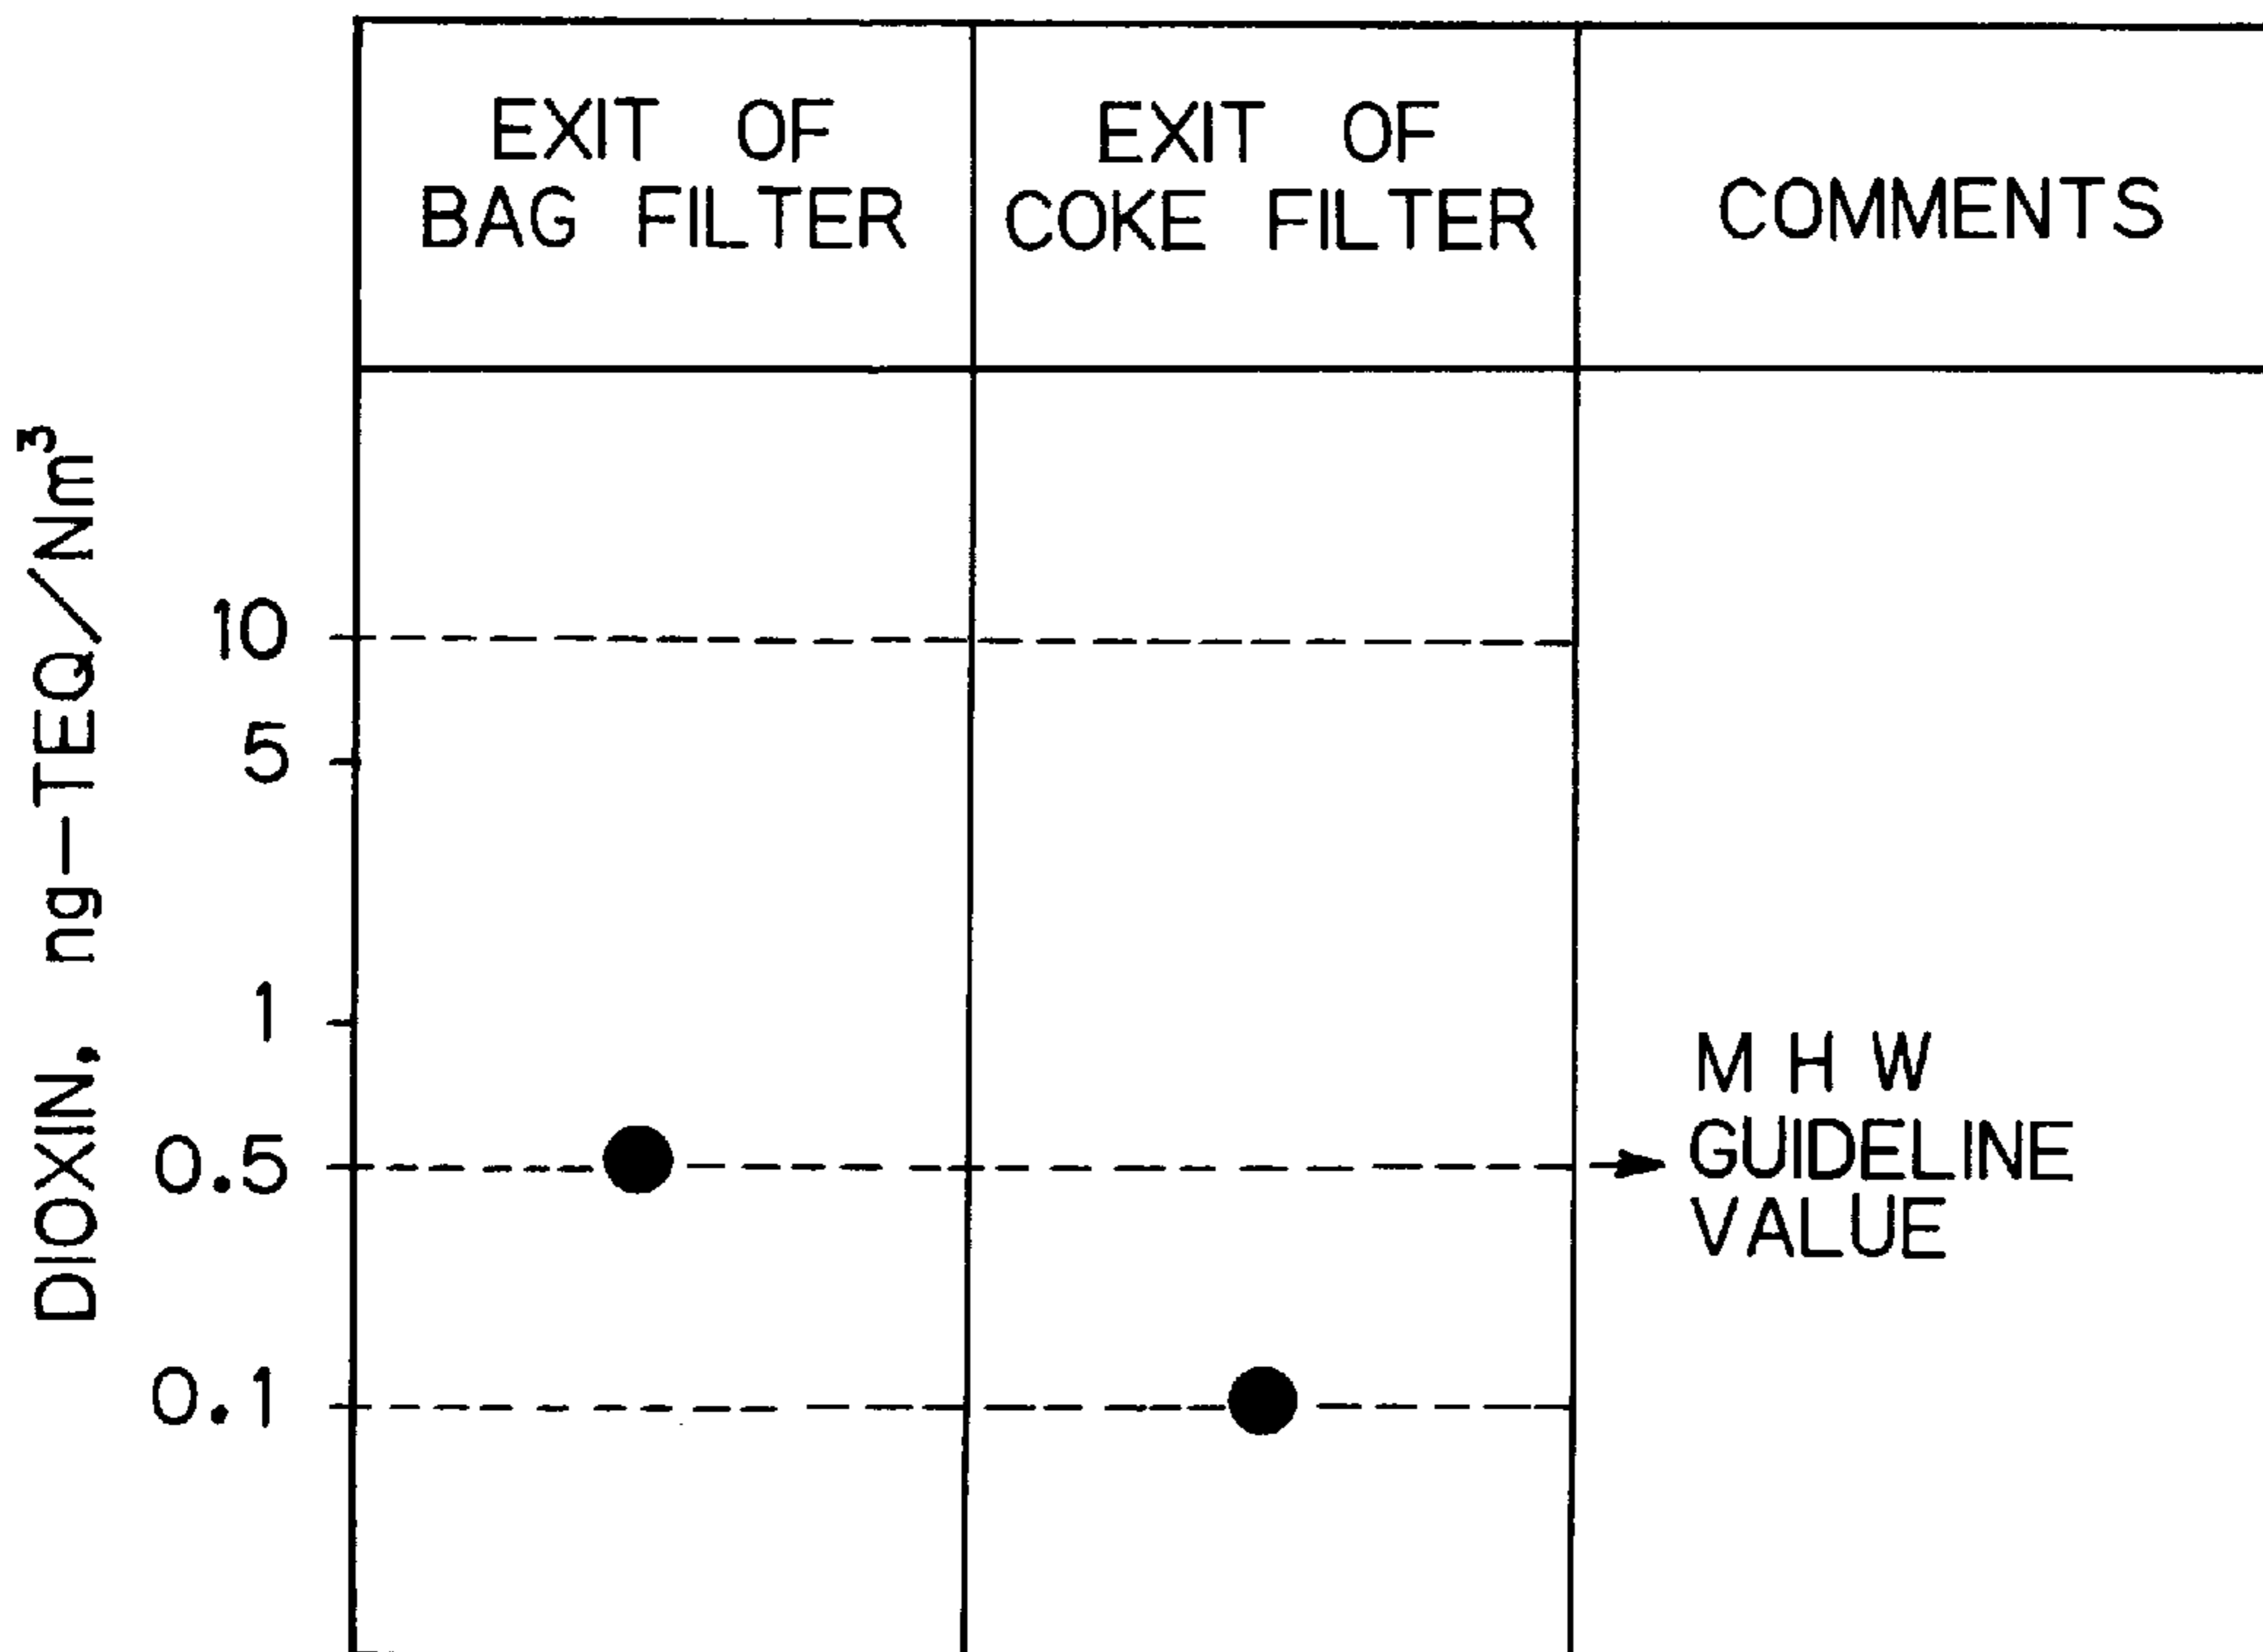 EXIT OF
BAG FILTER
EXIT OF
COKE FILTER
COMMENTS
DIOXIN, ng-TEQ/Nm³
10
5
1
0.5
0.1
M H W
GUIDELINE
VALUE